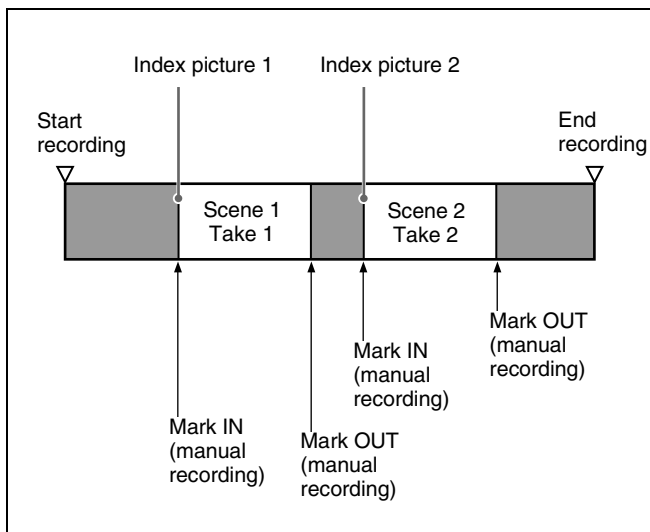 Index picture 1
Index picture 2
Start
recording
End
recording
Scene 1
Take 1
Scene 2
Take 2
Mark IN
(manual
recording)
Mark OUT
(manual
recording)
Mark IN
(manual
recording)
Mark OUT
(manual
recording)